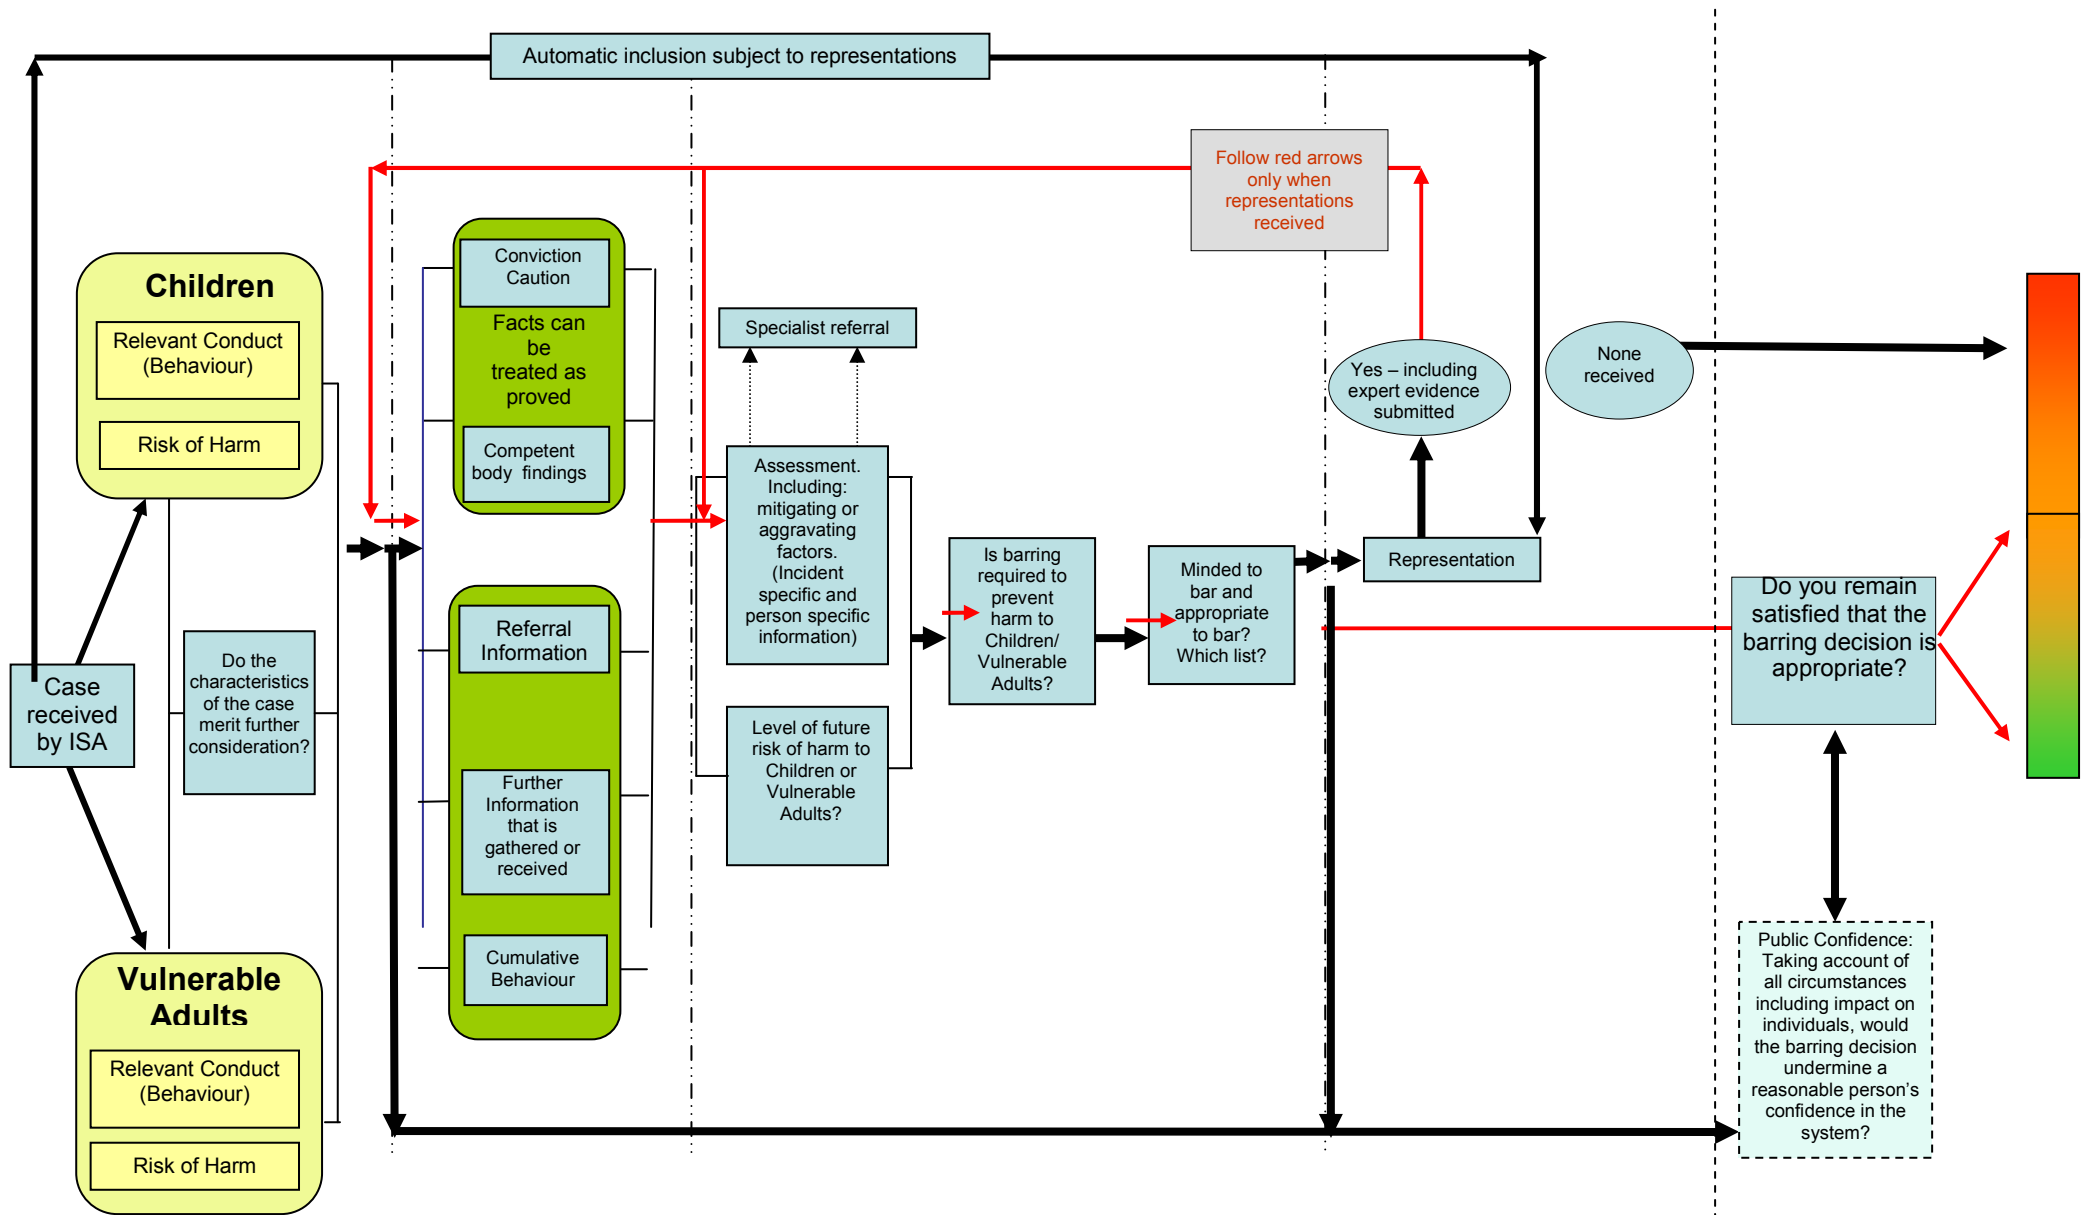 Automatic inclusion subject to representations
Follow red arrows
only when
representations
received
Children
Relevant Conduct
(Behaviour)
Risk of Harm
Case
received
by ISA
Do the
characteristics
of the case
merit further
consideration?
Vulnerable
Adults
Relevant Conduct
(Behaviour)
Risk of Harm
Conviction
Caution
Facts can
be
treated as
proved
Competent
body findings
Referral
Information
Further
Information
that is
gathered or
received
Cumulative
Behaviour
Specialist referral
Assessment.
Including:
mitigating or
aggravating
factors.
(Incident
specific and
person specific
information)
Level of future
risk of harm to
Children or
Vulnerable
Adults?
Is barring
required to
prevent
harm to
Children/
Vulnerable
Adults?
Minded to
bar and
appropriate
to bar?
Which list?
Yes – including
expert evidence
submitted
Representation
None
received
Do you remain
satisfied that the
barring decision is
appropriate?
Public Confidence:
Taking account of
all circumstances
including impact on
individuals, would
the barring decision
undermine a
reasonable person's
confidence in the
system?